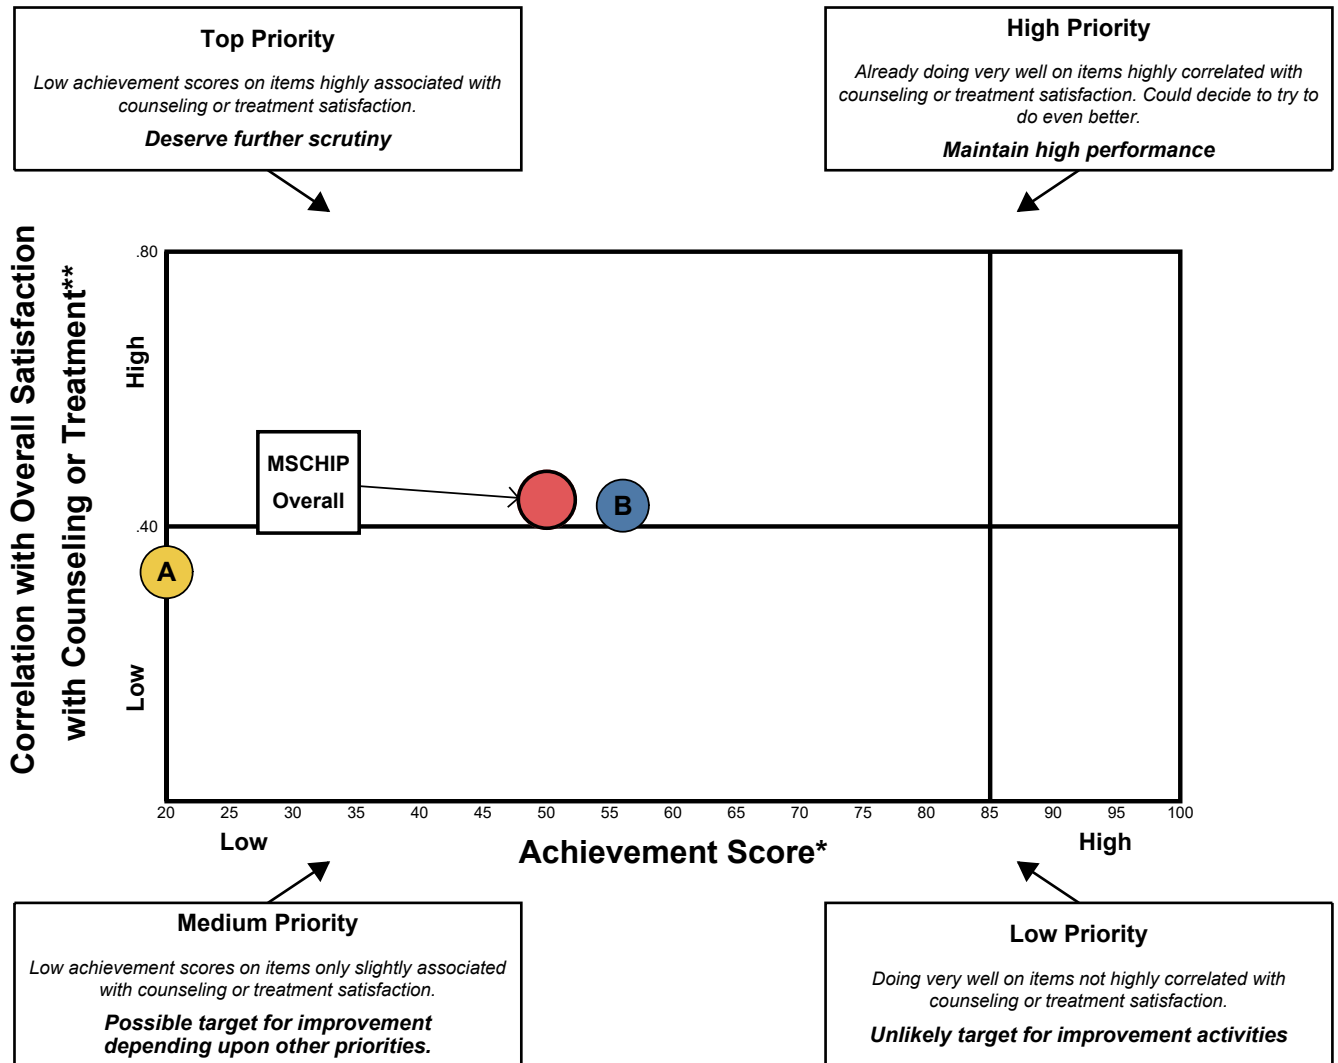 Top Priority
Low achievement scores on items highly associated with
counseling or treatment satisfaction.
Deserve further scrutiny
High Priority
Already doing very well on items highly correlated with
counseling or treatment satisfaction. Could decide to try to
do even better.
Maintain high performance
Correlation with Overall Satisfaction
with Counseling or Treatment**
.80
High
.40
Low
MSCHIP
Overall
B
A
20 25 30 35 40 45 50 55 60 65 70 75 80 85 90 95 100
Low
Achievement Score*
High
Medium Priority
Low achievement scores on items only slightly associated
with counseling or treatment satisfaction.
Possible target for improvement
depending upon other priorities.
Low Priority
Doing very well on items not highly correlated with
counseling or treatment satisfaction.
Unlikely target for improvement activities